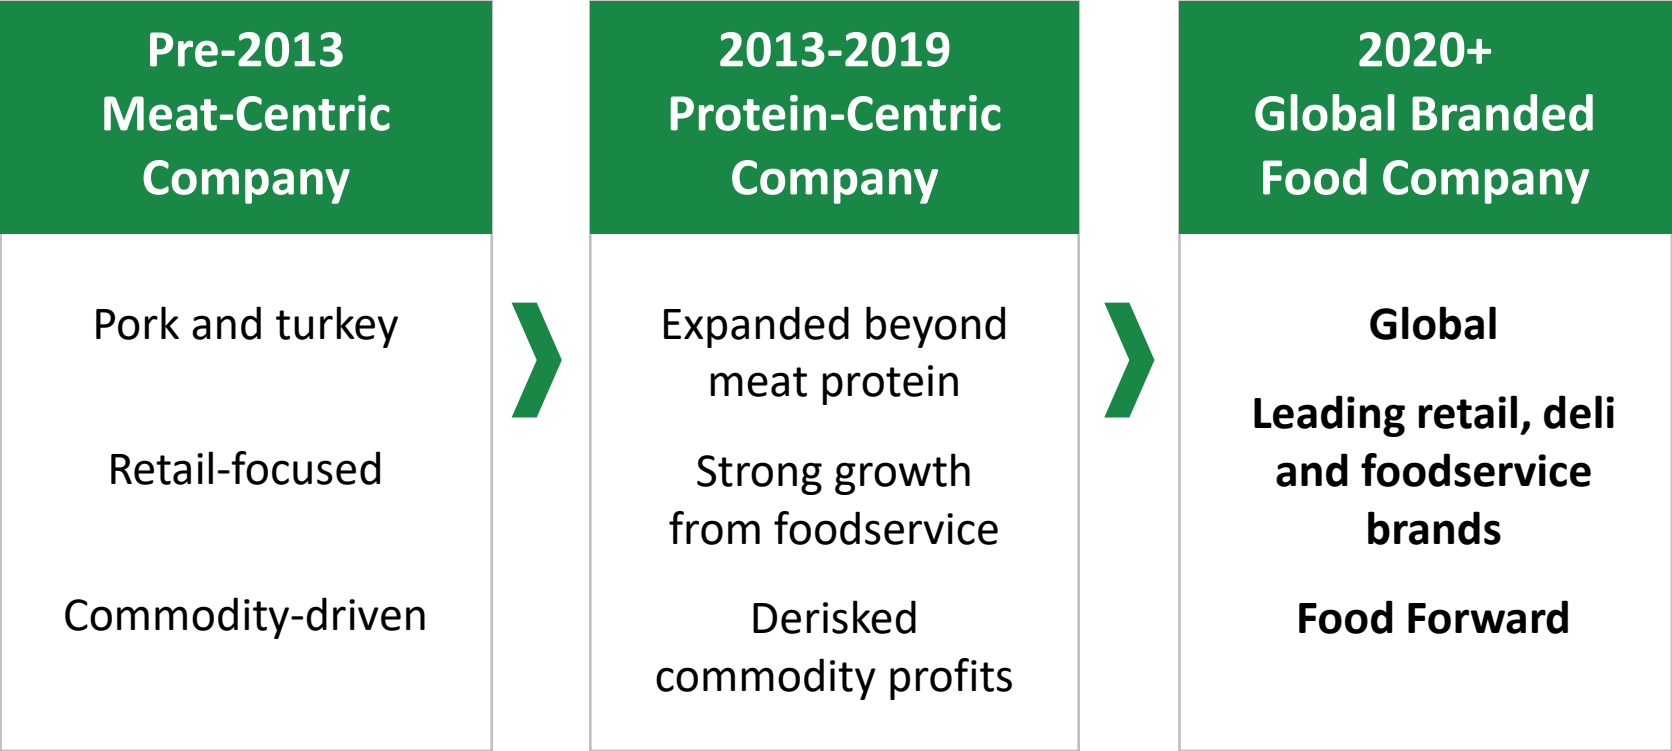 Pre-2013
Meat-Centric
Company
Pork and turkey
Retail-focused
Commodity-driven
2013-2019
Protein-Centric
Company
Expanded beyond
meat protein
Strong growth
from foodservice
Derisked
commodity profits
2020+
Global Branded
Food Company
Global
Leading retail, deli
and foodservice
brands
Food Forward